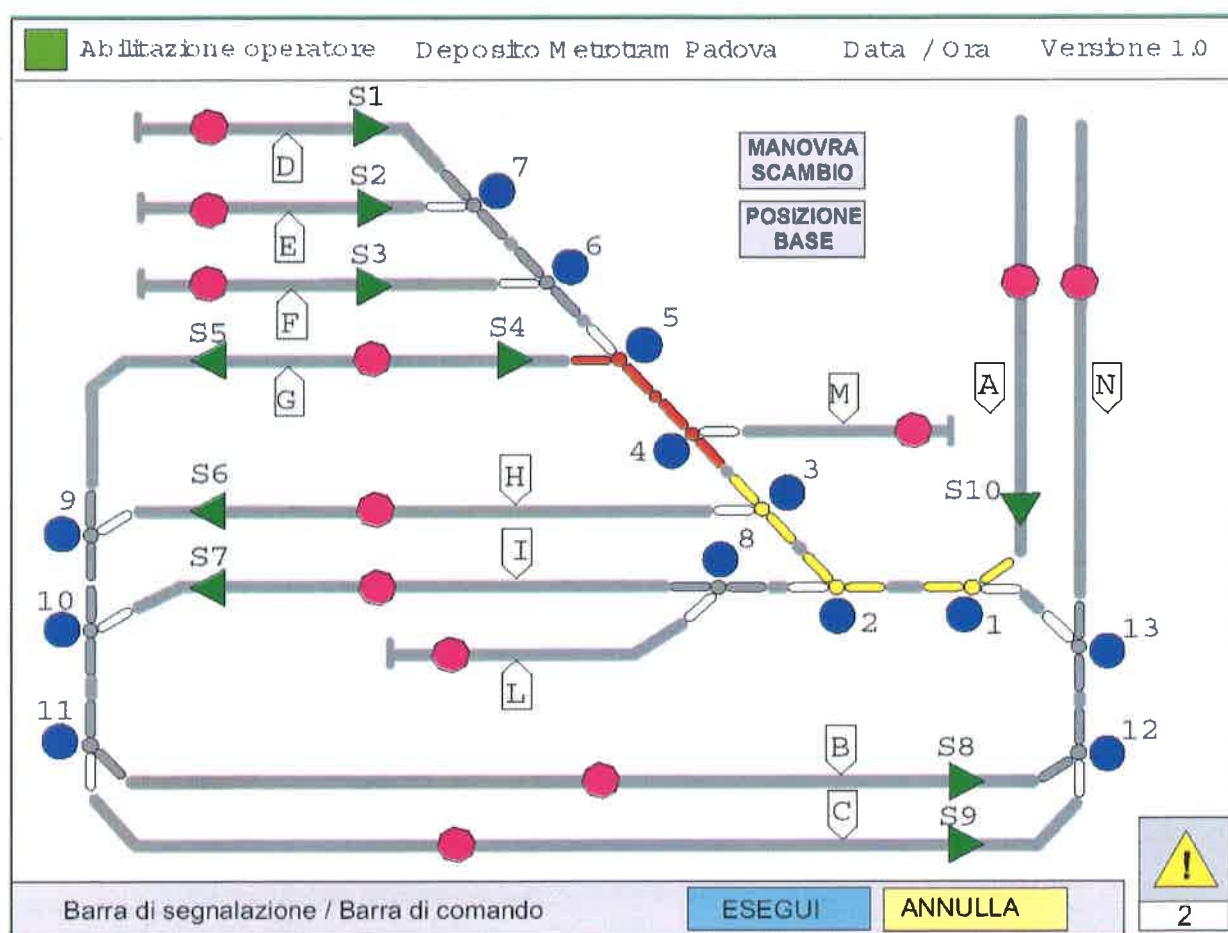 Abilitazione operatore Deposito Metrotram Padova Data / Ora Versione 1.0
S1
D
7
MANOVRA
SCAMBIO
S2
E
6
POSIZIONE
BASE
S3
F
5
S5
S4
G
M
A
N
4
3
S10
9
S6
H
8
S7
I
10
2
1
13
L
11
12
B
S8
C
S9
Barra di segnalazione / Barra di comando ESEGUI ANNULLA
!
2